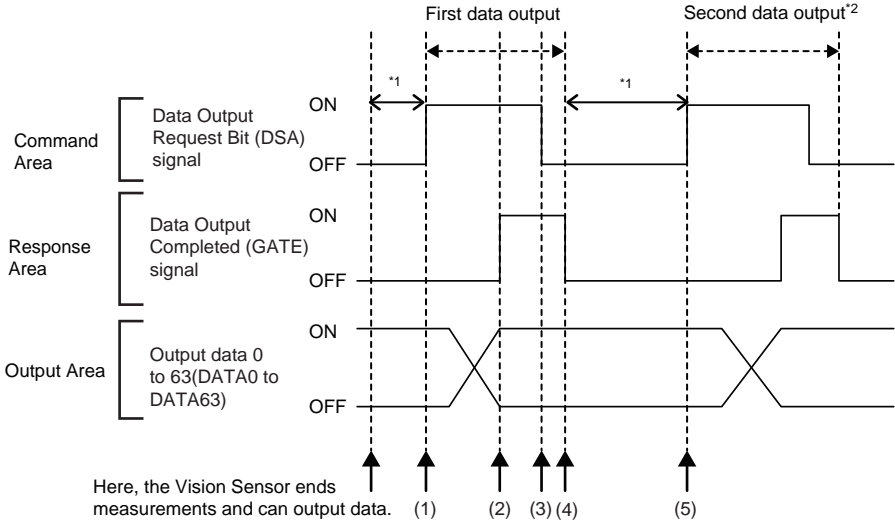 First data output
Second data output*2
*1
*1
Command
Area
Data Output
Request Bit (DSA)
signal
ON
OFF
Response
Area
Data Output
Completed (GATE)
signal
ON
OFF
Output Area
Output data 0
to 63(DATA0 to
DATA63)
ON
OFF
Here, the Vision Sensor ends
measurements and can output data.
(1)
(2)
(3)
(4)
(5)